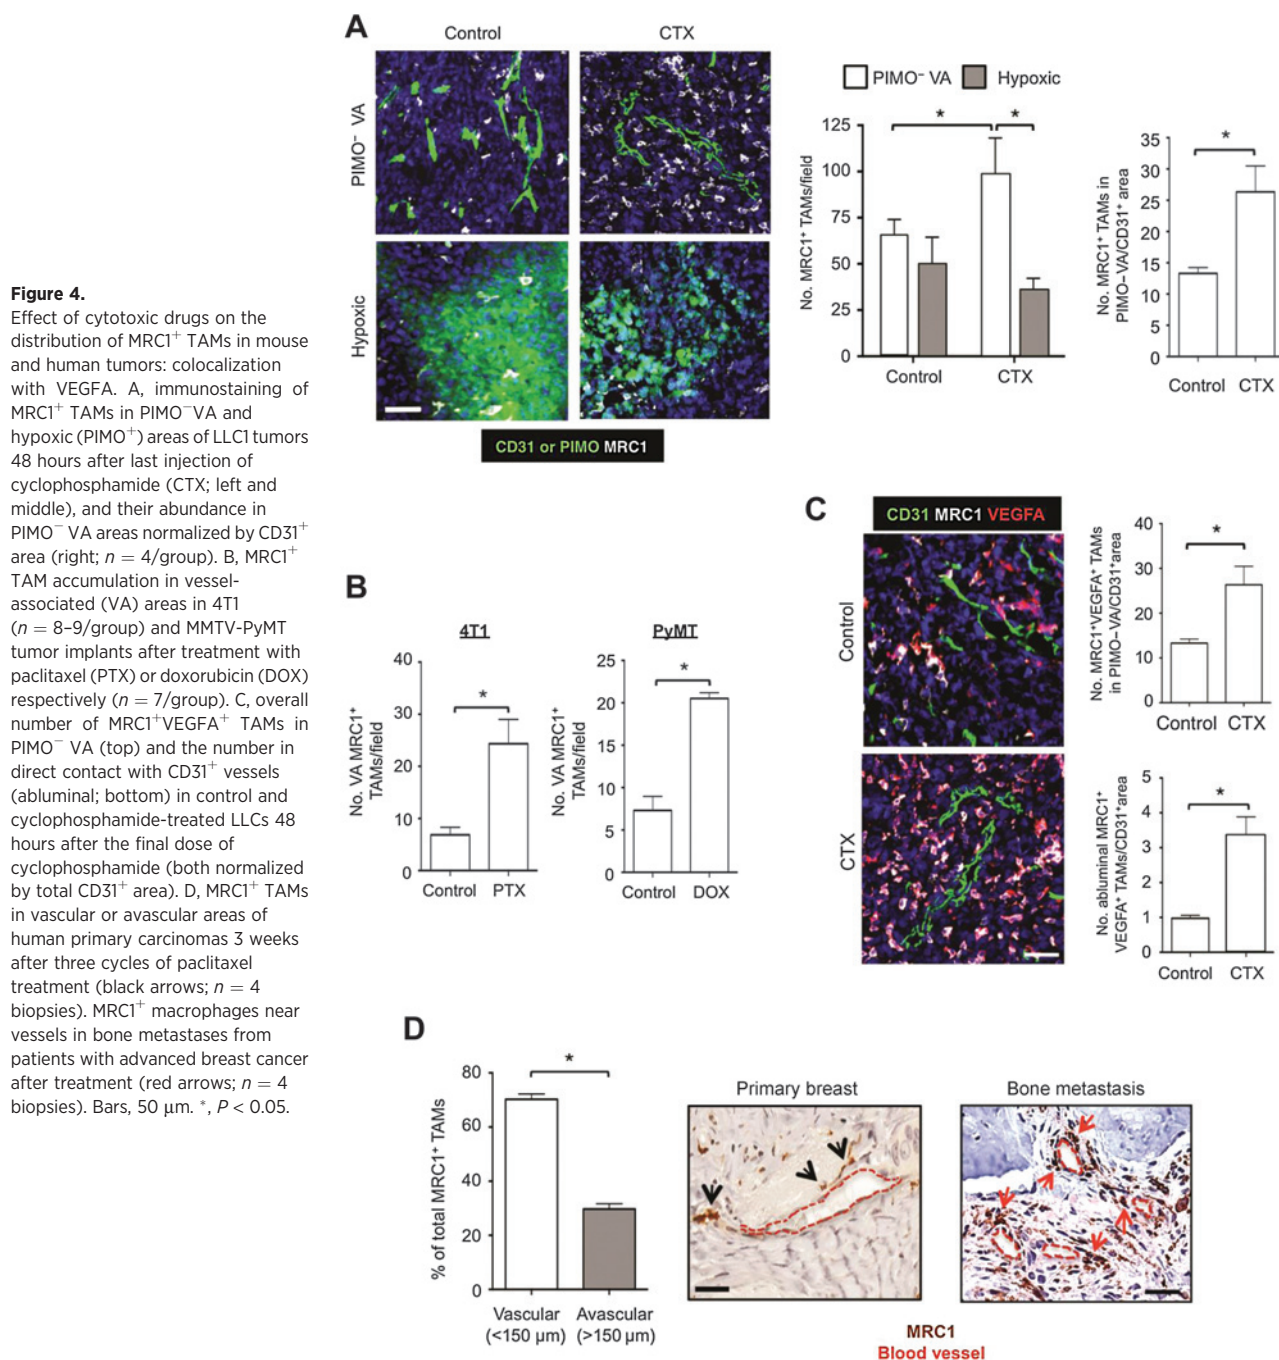 Figure 4.
Effect of cytotoxic drugs on the
distribution of MRC1⁺ TAMs in mouse
and human tumors: colocalization
with VEGFA. A, immunostaining of
MRC1⁺ TAMs in PIMO⁻VA and
hypoxic (PIMO⁺) areas of LLC1 tumors
48 hours after last injection of
cyclophosphamide (CTX; left and
middle), and their abundance in
PIMO⁻ VA areas normalized by CD31⁺
area (right; n = 4/group). B, MRC1⁺
TAM accumulation in vessel-
associated (VA) areas in 4T1
(n = 8–9/group) and MMTV-PyMT
tumor implants after treatment with
paclitaxel (PTX) or doxorubicin (DOX)
respectively (n = 7/group). C, overall
number of MRC1⁺VEGFA⁺ TAMs in
PIMO⁻ VA (top) and the number in
direct contact with CD31⁺ vessels
(abluminal; bottom) in control and
cyclophosphamide-treated LLCs 48
hours after the final dose of
cyclophosphamide (both normalized
by total CD31⁺ area). D, MRC1⁺ TAMs
in vascular or avascular areas of
human primary carcinomas 3 weeks
after three cycles of paclitaxel
treatment (black arrows; n = 4
biopsies). MRC1⁺ macrophages near
vessels in bone metastases from
patients with advanced breast cancer
after treatment (red arrows; n = 4
biopsies). Bars, 50 μm. *, P < 0.05.
A
Control
CTX
PIMO⁻ VA
Hypoxic
CD31 or PIMO MRC1
PIMO⁻ VA
Hypoxic
No. MRC1⁺ TAMs/field
125
100
75
50
25
0
*
*
Control
CTX
No. MRC1⁺ TAMs in
PIMO–VA/CD31⁺ area
35
30
25
20
15
10
5
0
*
Control
CTX
B
4T1
No. VA MRC1⁺
TAMs/field
40
30
20
10
0
*
Control
PTX
PyMT
No. VA MRC1⁺
TAMs/field
25
20
15
10
5
0
*
Control
DOX
C
CD31 MRC1 VEGFA
Control
CTX
No. MRC1⁺VEGFA⁺ TAMs
in PIMO–VA/CD31⁺area
40
30
20
10
0
*
Control
CTX
No. abluminal MRC1⁺
VEGFA⁺ TAMs/CD31⁺area
5
4
3
2
1
0
*
Control
CTX
D
% of total MRC1⁺ TAMs
80
60
40
20
0
*
Vascular
(<150 μm)
Avascular
(>150 μm)
Primary breast
Bone metastasis
MRC1
Blood vessel